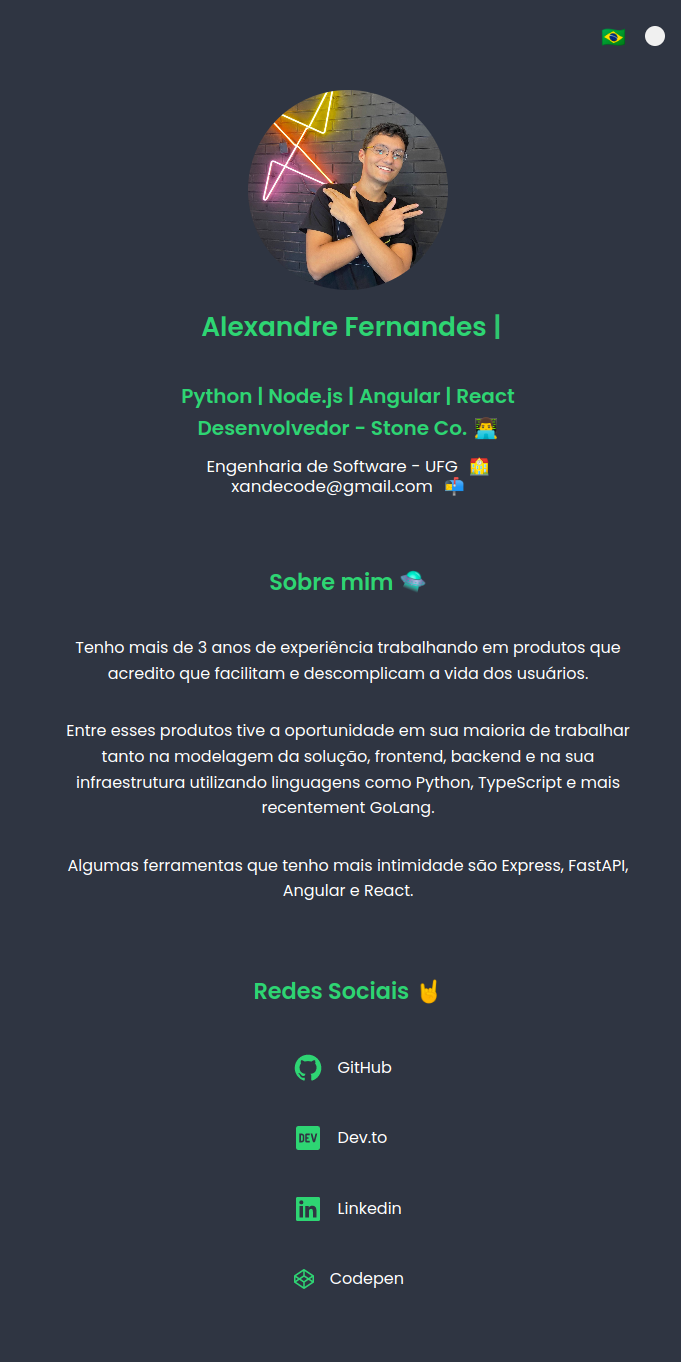 Alexandre Fernandes |
Python | Node.js | Angular | React
Desenvolvedor - Stone Co. 👨‍💻
Engenharia de Software - UFG 🏫
xandecode@gmail.com 📬
Sobre mim 🛸
Tenho mais de 3 anos de experiência trabalhando em produtos que
acredito que facilitam e descomplicam a vida dos usuários.
Entre esses produtos tive a oportunidade em sua maioria de trabalhar
tanto na modelagem da solução, frontend, backend e na sua
infraestrutura utilizando linguagens como Python, TypeScript e mais
recentement GoLang.
Algumas ferramentas que tenho mais intimidade são Express, FastAPI,
Angular e React.
Redes Sociais 🤘
GitHub
DEV Dev.to
in Linkedin
Codepen